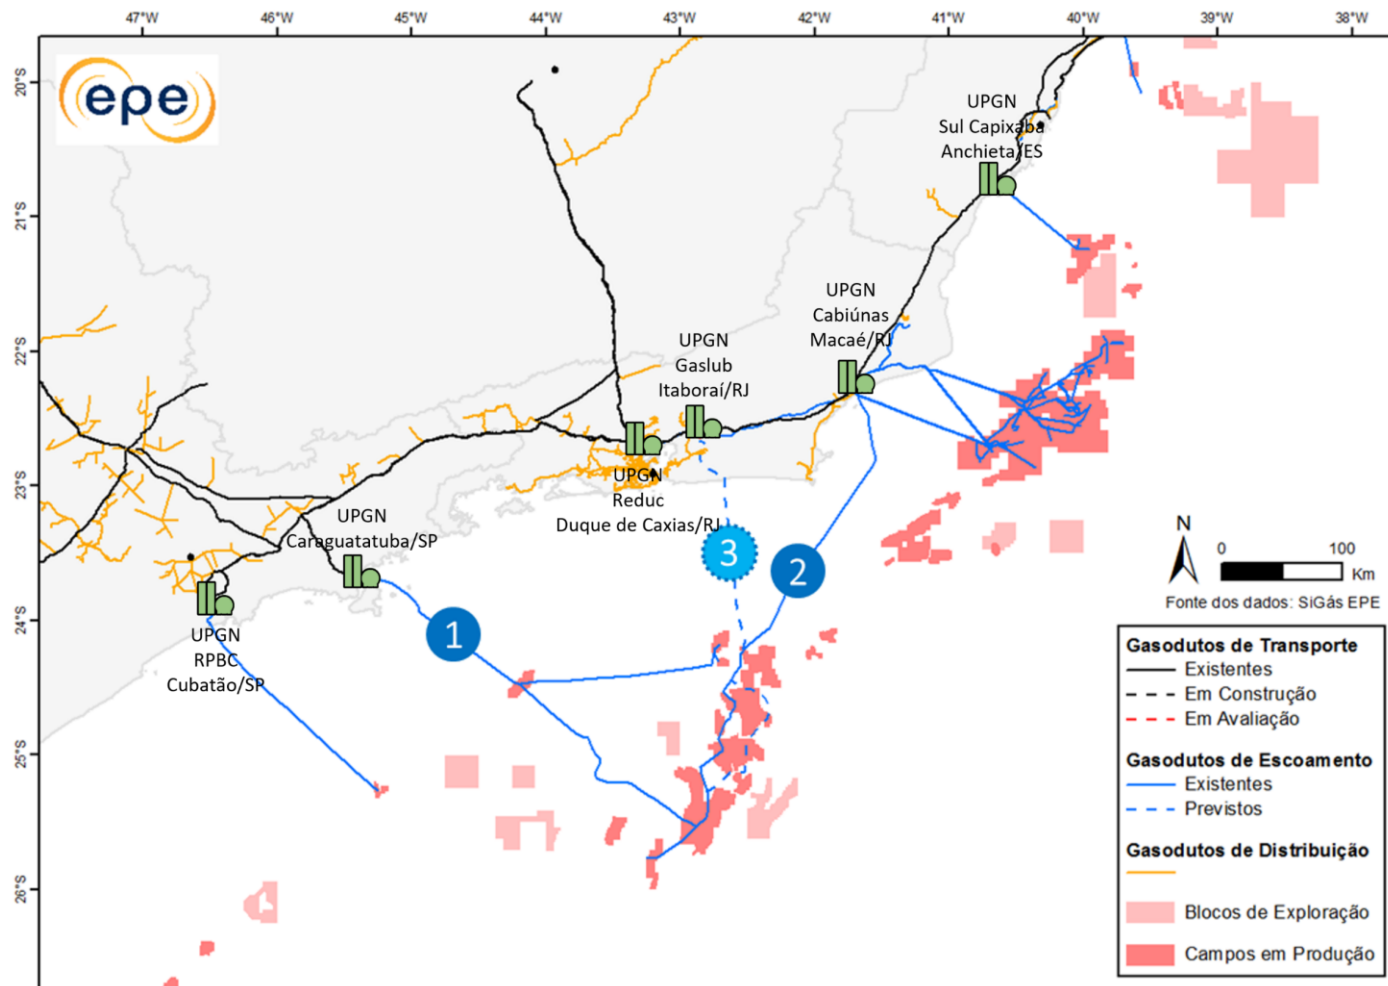 47°W 46°W 45°W 44°W 43°W 42°W 41°W 40°W 39°W 38°W
20°S
21°S
22°S
23°S
24°S
25°S
26°S
epe
UPGN
Sul Capixaba
Anchieta/ES
UPGN
Cabiúnas
Macaé/RJ
UPGN
Gaslub
Itaboraí/RJ
UPGN
Reduc
Duque de Caxias/RJ
UPGN
Caraguatatuba/SP
UPGN
RPBC
Cubatão/SP
1
2
3
N
0 100
Km
Fonte dos dados: SiGás EPE
Gasodutos de Transporte
Existentes
Em Construção
Em Avaliação
Gasodutos de Escoamento
Existentes
Previstos
Gasodutos de Distribuição
Blocos de Exploração
Campos em Produção